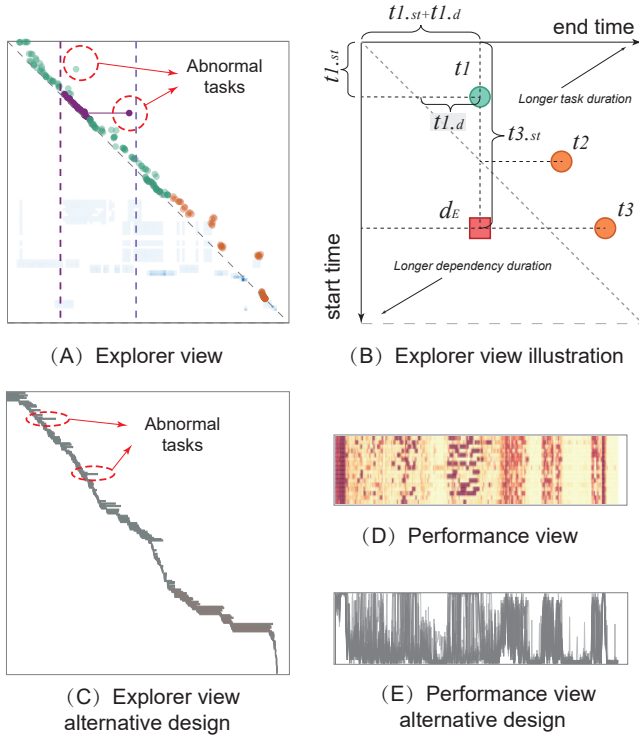 Abnormal
tasks
(A) Explorer view
t1.st+t1.d
end time
t1.st
t1
Longer task duration
t1.d
t3.st
t2
dE
t3
start time
Longer dependency duration
(B) Explorer view illustration
Abnormal
tasks
(C) Explorer view
alternative design
(D) Performance view
(E) Performance view
alternative design